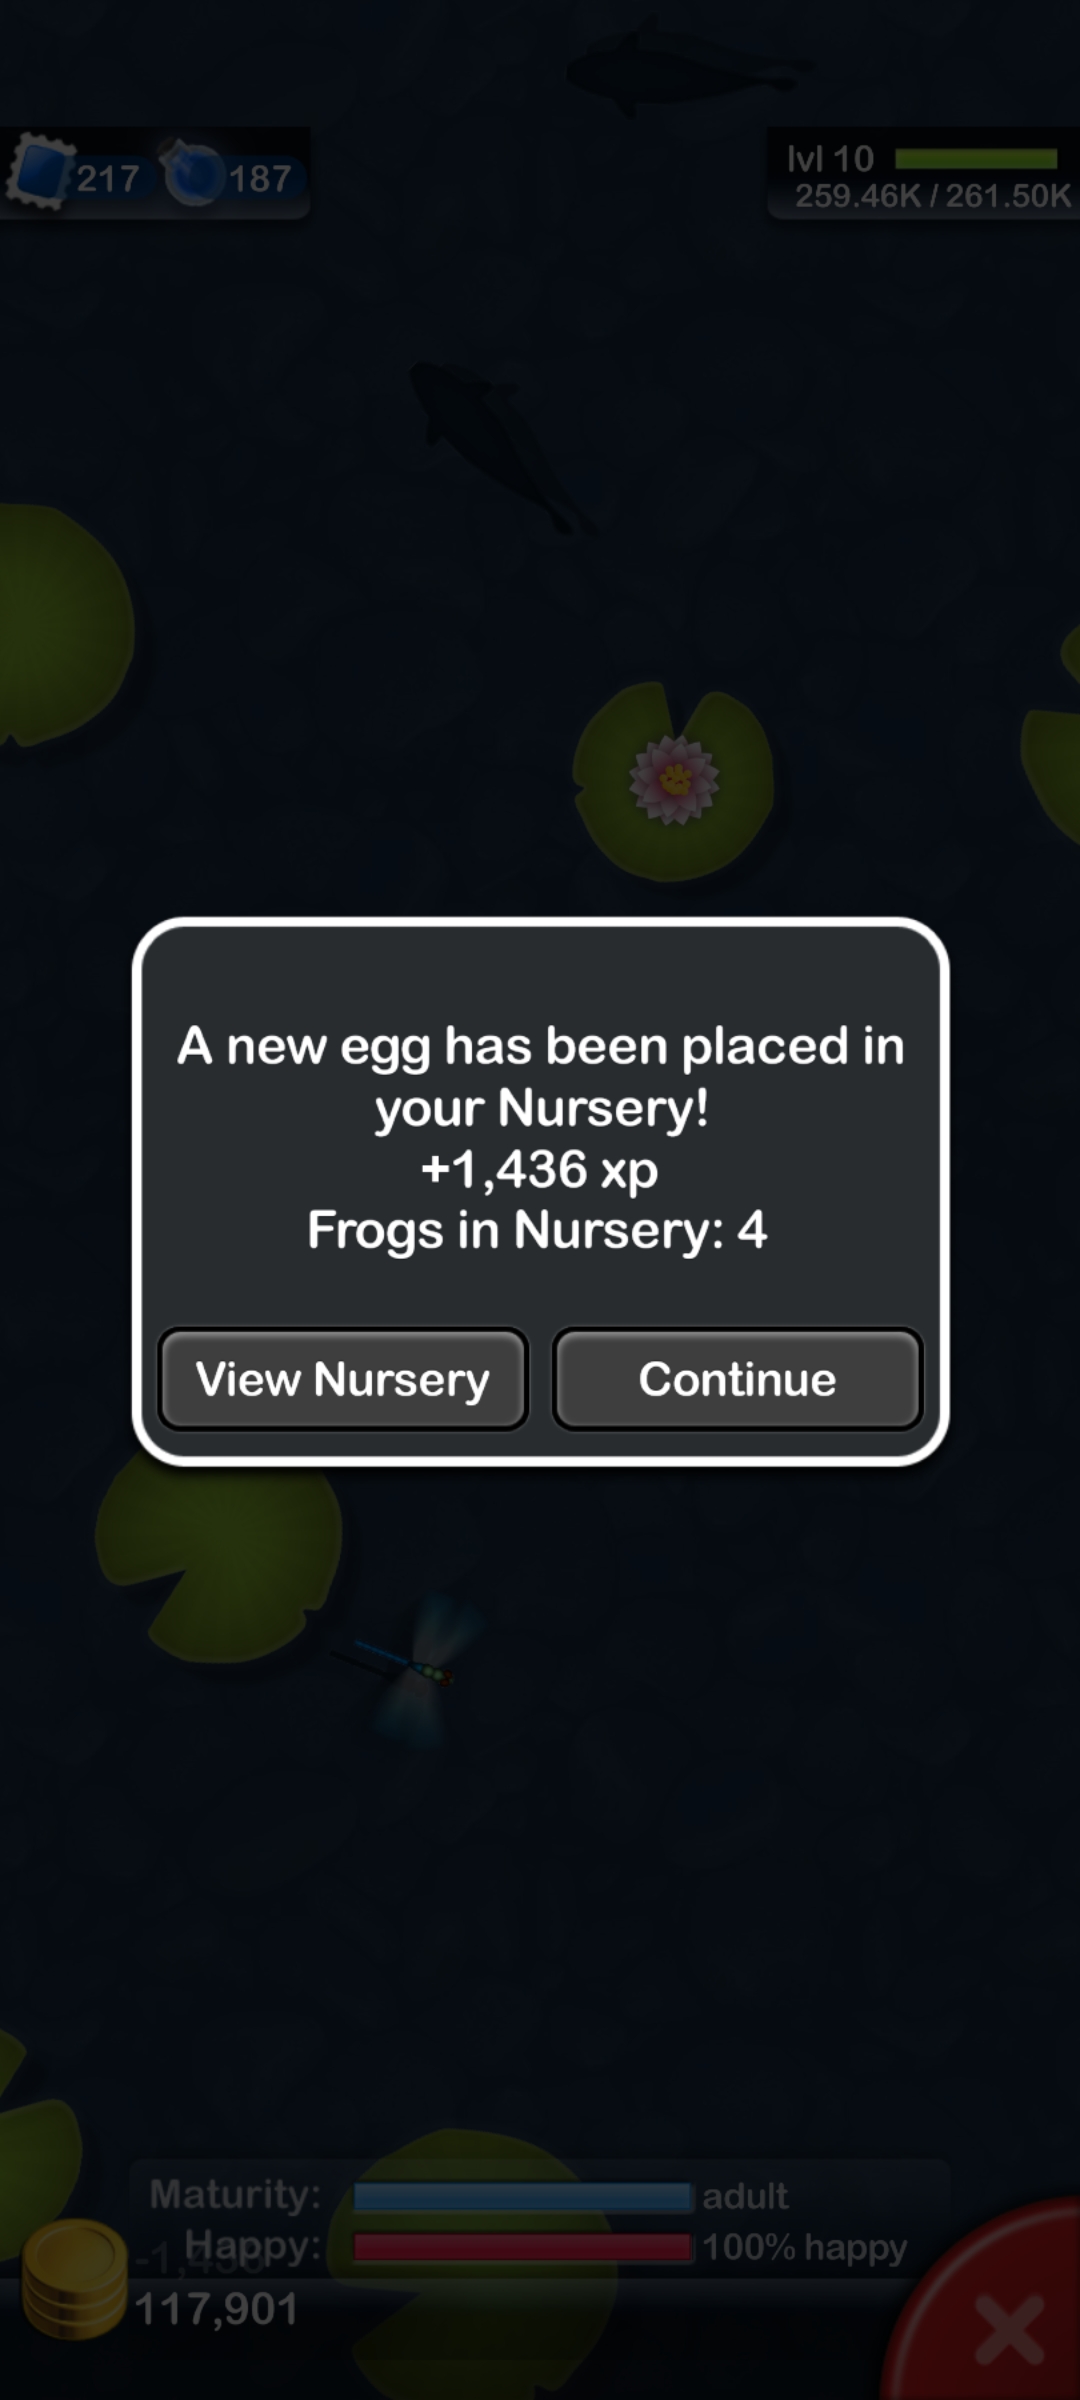 217 187
lvl 10
259.46K / 261.50K
A new egg has been placed in
your Nursery!
+1,436 xp
Frogs in Nursery: 4
View Nursery Continue
Maturity: adult
Happy: 100% happy
117,901